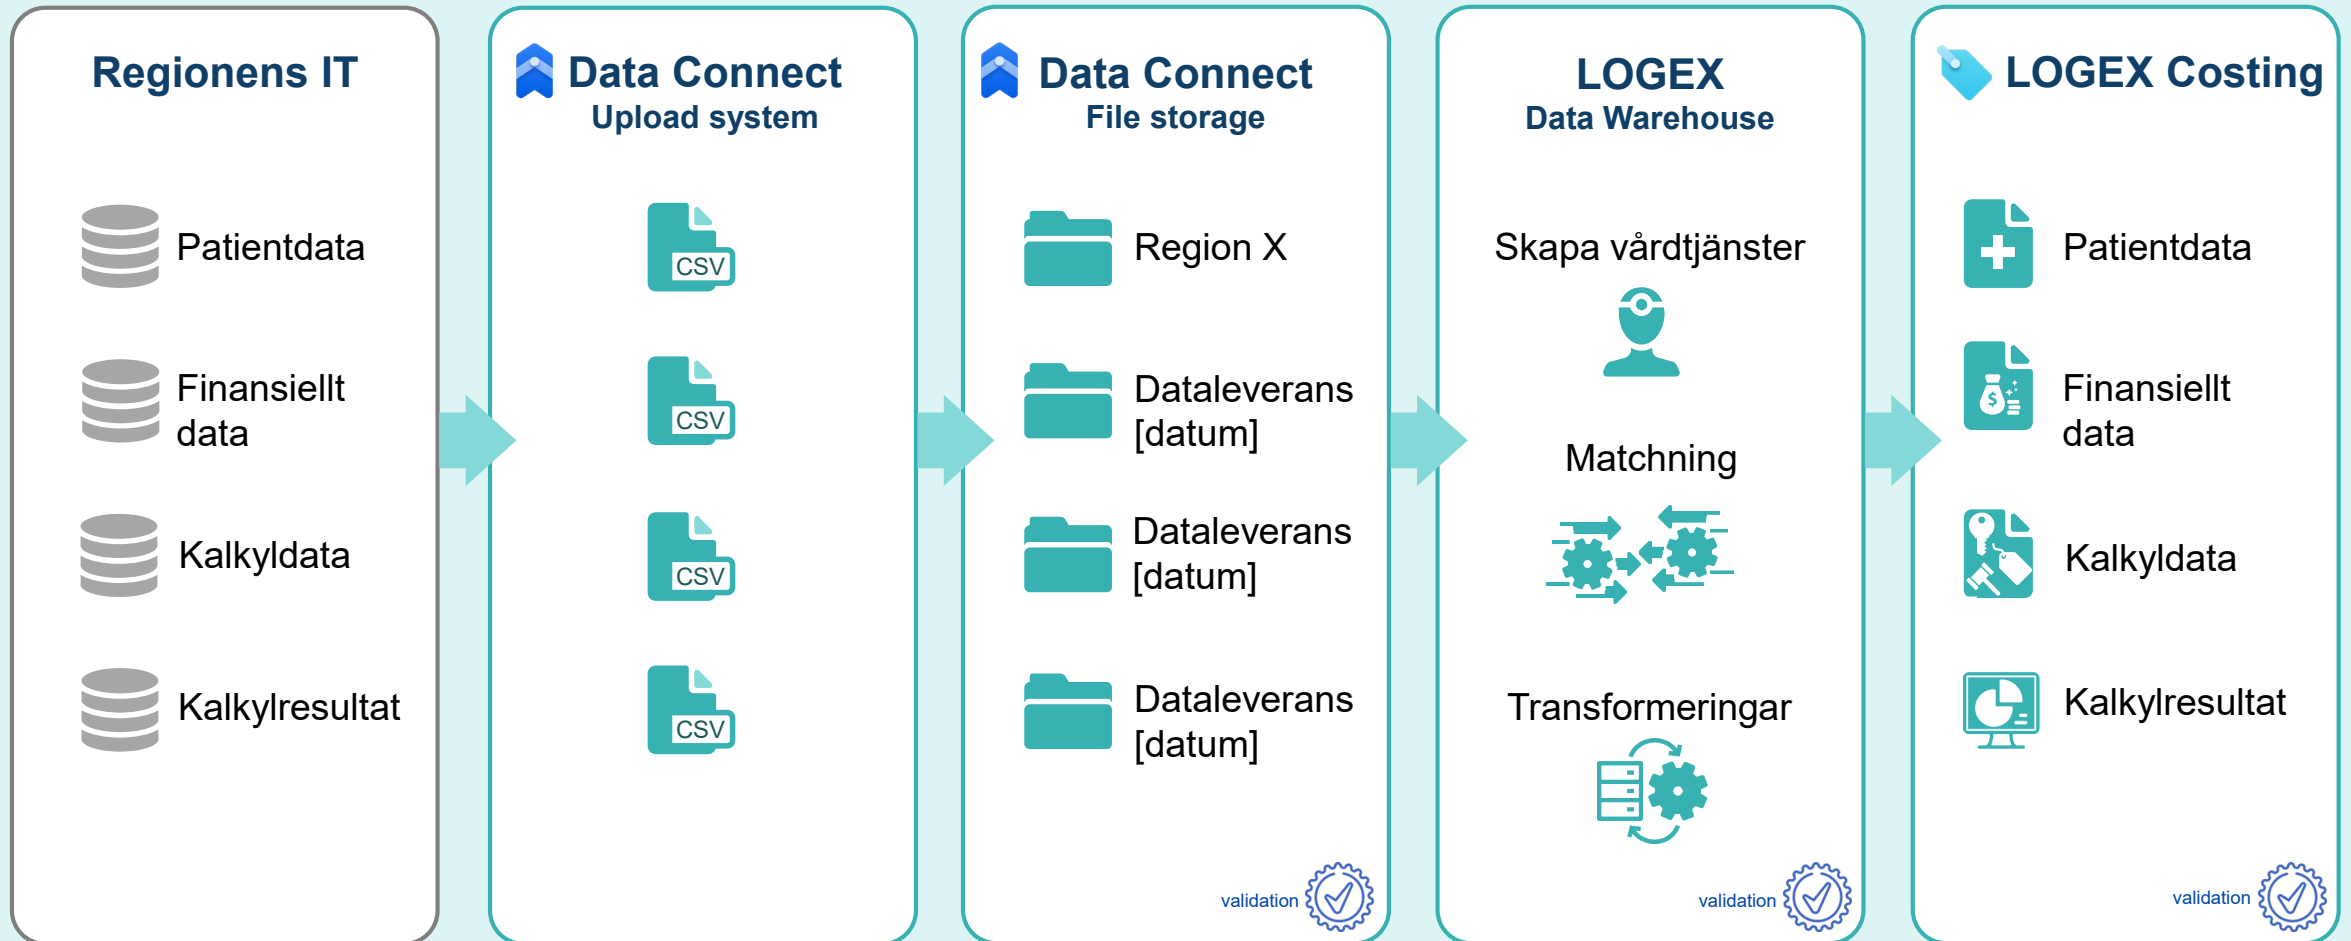 Regionens IT
Patientdata
Finansiellt
data
Kalkyldata
Kalkylresultat
Data Connect
Upload system
CSV
CSV
CSV
CSV
Data Connect
File storage
Region X
Dataleverans
[datum]
Dataleverans
[datum]
Dataleverans
[datum]
validation
LOGEX
Data Warehouse
Skapa vårdtjänster
Matchning
Transformeringar
validation
LOGEX Costing
Patientdata
$
Finansiellt
data
Kalkyldata
Kalkylresultat
validation